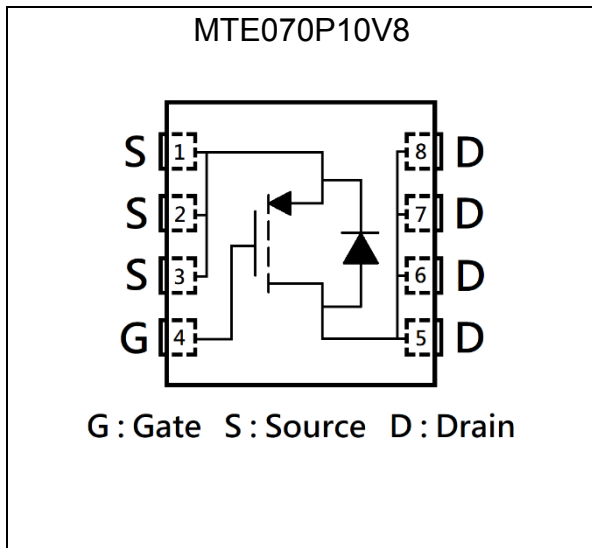 MTE070P10V8
S 1 8 D
S 2 7 D
S 3 6 D
G 4 5 D
G : Gate S : Source D : Drain